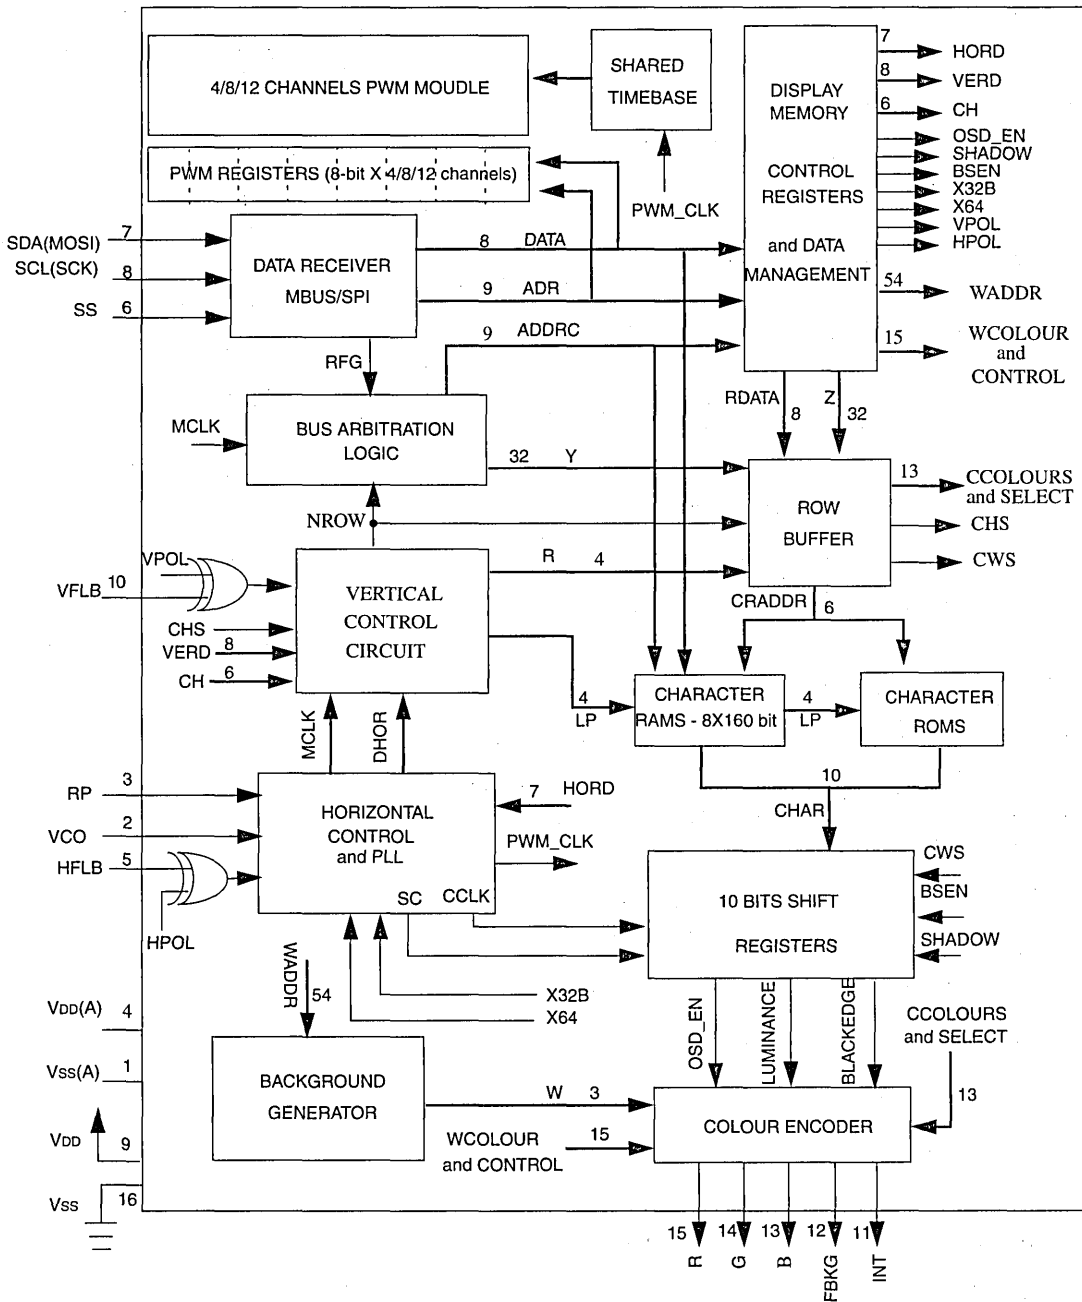 4/8/12 CHANNELS PWM MOUDLE
SHARED
TIMEBASE
PWM REGISTERS (8-bit X 4/8/12 channels)
PWM_CLK
DISPLAY
MEMORY
CONTROL
REGISTERS
and DATA
MANAGEMENT
7
HORD
8
VERD
6
CH
OSD_EN
SHADOW
BSEN
X32B
X64
VPOL
HPOL
54
WADDR
15
WCOLOUR
and
CONTROL
SDA(MOSI)
7
SCL(SCK)
8
SS
6
DATA RECEIVER
MBUS/SPI
8 DATA
9 ADR
9 ADDRC
RFG
MCLK
BUS ARBITRATION
LOGIC
32 Y
RDATA
8
Z
32
ROW
BUFFER
13
CCOLOURS
and SELECT
CHS
CWS
NROW
VPOL
VFLB
10
CHS
VERD
8
CH
6
VERTICAL
CONTROL
CIRCUIT
R 4
CRADDR
6
4
LP
CHARACTER
RAMS - 8X160 bit
4
LP
CHARACTER
ROMS
MCLK
DHOR
10
CHAR
RP
3
VCO
2
HFLB
5
HPOL
HORIZONTAL
CONTROL
and PLL
SC
CCLK
7
HORD
PWM_CLK
10 BITS SHIFT
REGISTERS
CWS
BSEN
SHADOW
WADDR
54
X32B
X64
OSD_EN
LUMINANCE
BLACKEDGE
CCOLOURS
and SELECT
13
VDD(A)
4
VSS(A)
1
VDD
9
VSS
16
BACKGROUND
GENERATOR
W 3
WCOLOUR
and CONTROL
15
COLOUR ENCODER
15
R
14
G
13
B
12
FBKG
11
INT